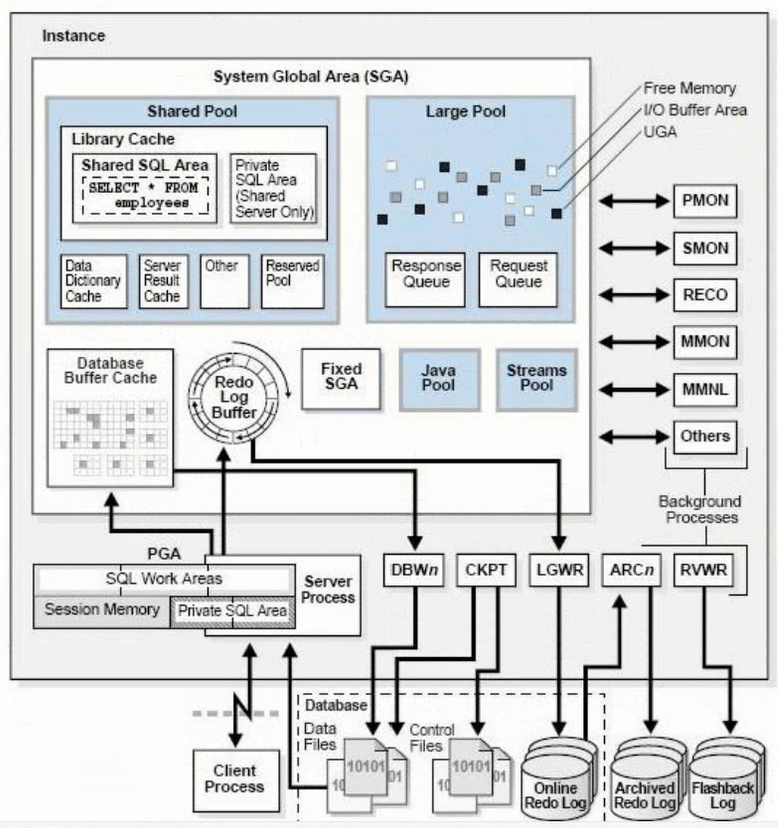 Instance
System Global Area (SGA)
Shared Pool
Library Cache
Shared SQL Area
SELECT * FROM
employees
Private
SQL Area
(Shared
Server Only)
Data
Dictionary
Cache
Server
Result
Cache
Other
Reserved
Pool
Large Pool
Free Memory
I/O Buffer Area
UGA
Response
Queue
Request
Queue
Database
Buffer Cache
Redo
Log
Buffer
Fixed
SGA
Java
Pool
Streams
Pool
PMON
SMON
RECO
MMON
MMNL
Others
Background
Processes
PGA
SQL Work Areas
Session Memory
Private SQL Area
Server
Process
DBWn
CKPT
LGWR
ARCn
RVWR
Client
Process
Database
Data
Files
10
10101
01
Control
Files
10
10101
01
Online
Redo Log
Archived
Redo Log
Flashback
Log